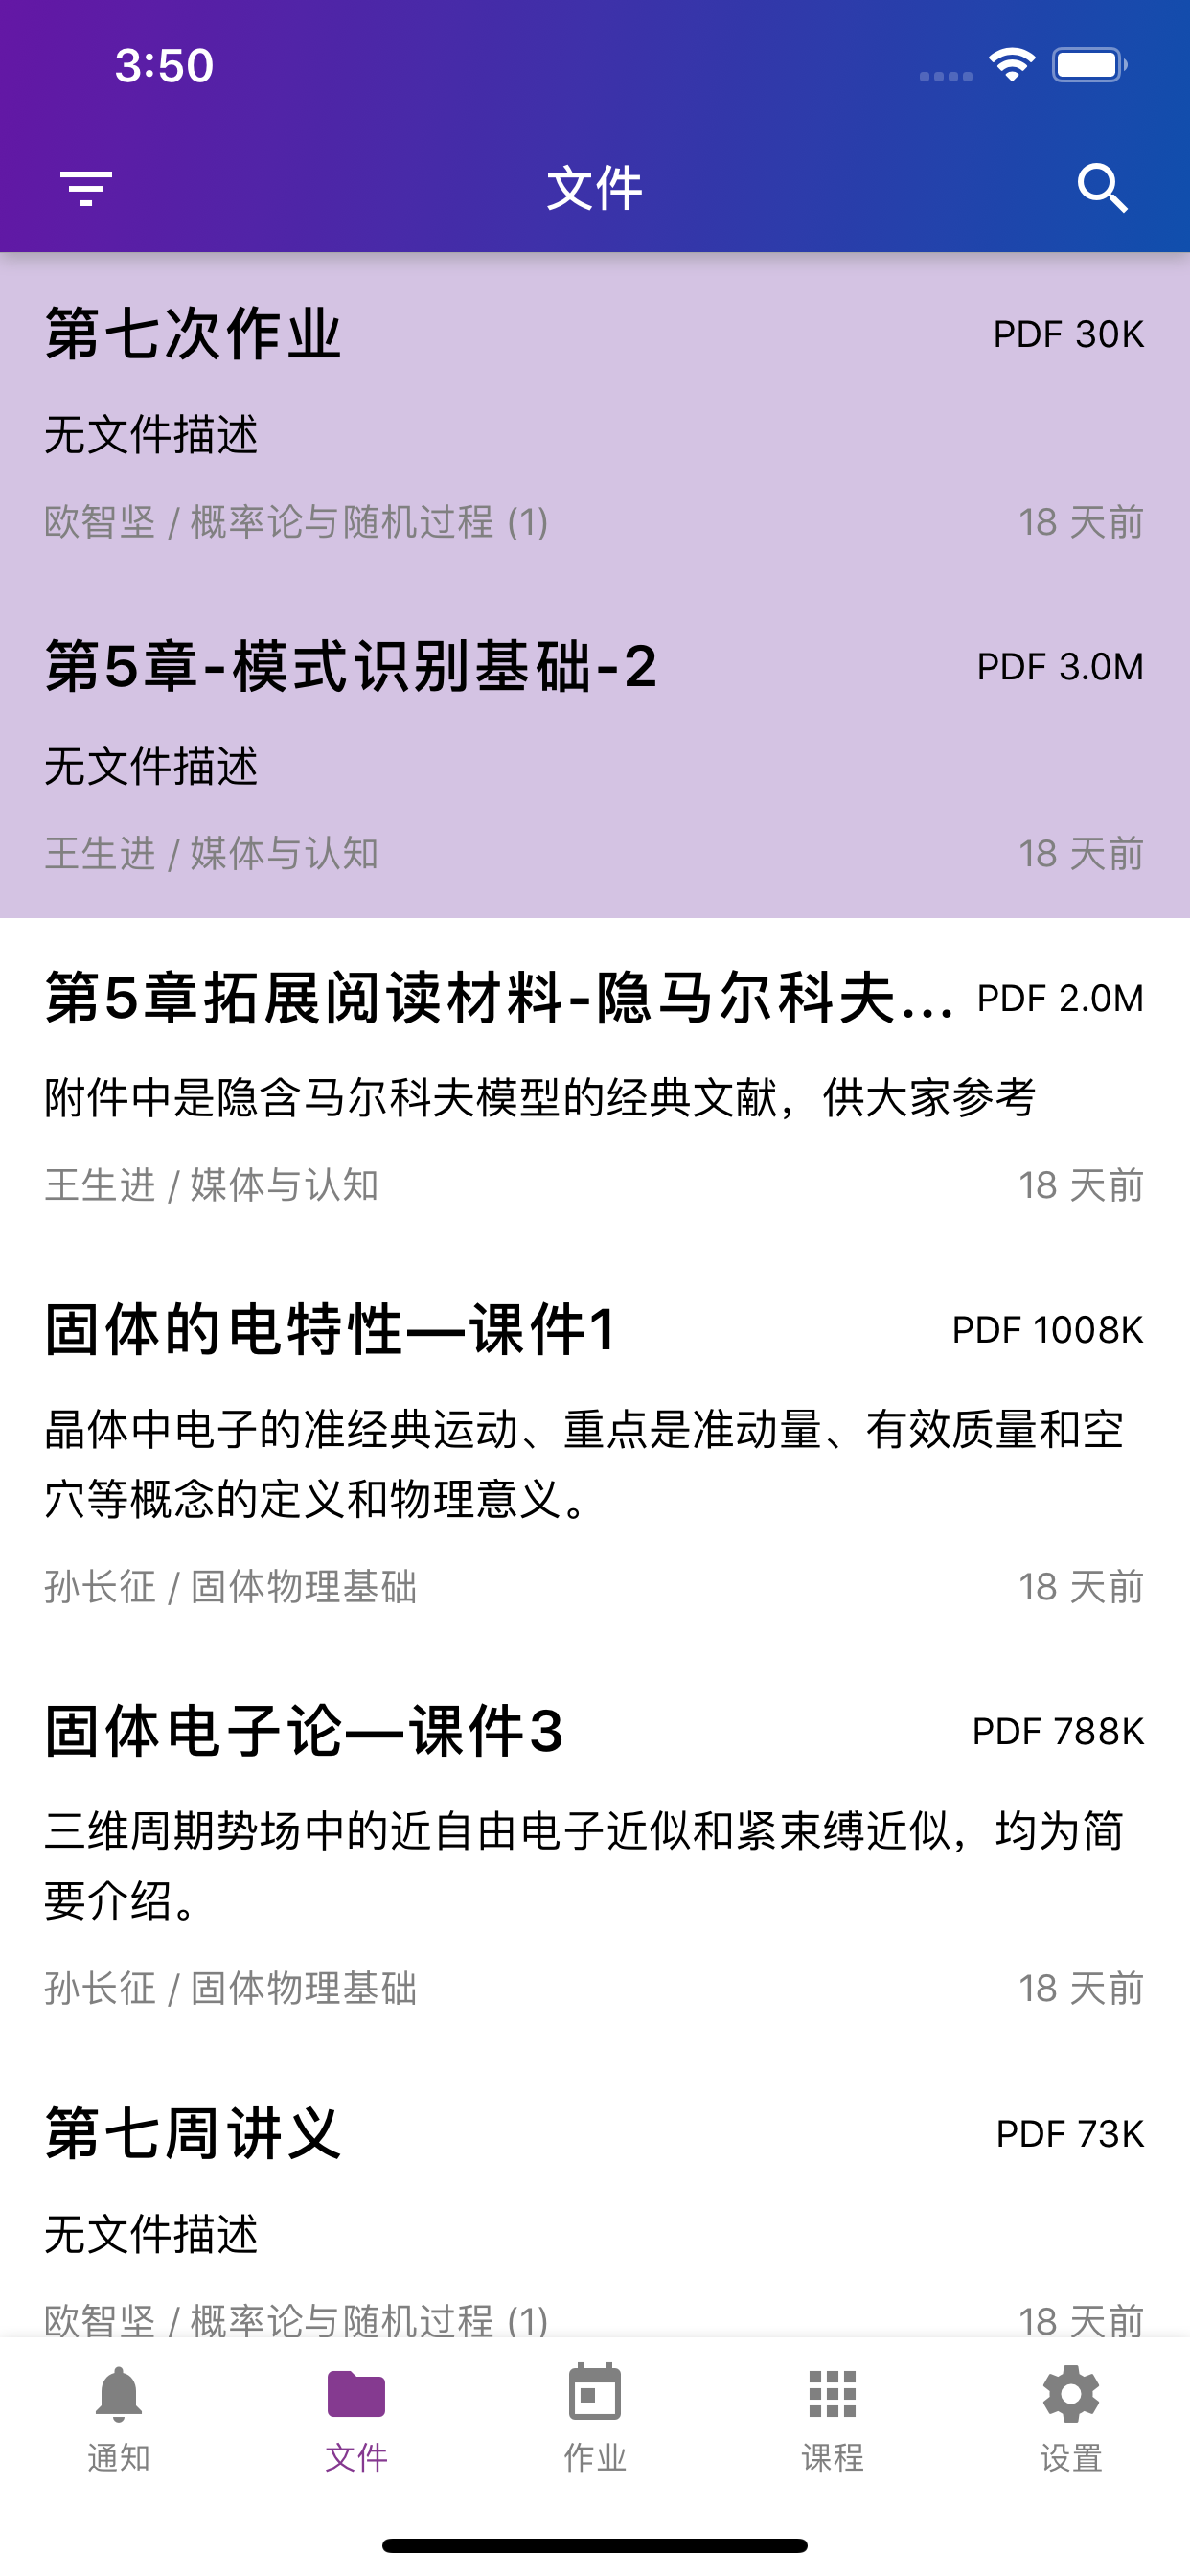 3:50
文件
第七次作业 PDF 30K
无文件描述
欧智坚 / 概率论与随机过程 (1) 18 天前
第5章-模式识别基础-2 PDF 3.0M
无文件描述
王生进 / 媒体与认知 18 天前
第5章拓展阅读材料-隐马尔科夫... PDF 2.0M
附件中是隐含马尔科夫模型的经典文献，供大家参考
王生进 / 媒体与认知 18 天前
固体的电特性—课件1 PDF 1008K
晶体中电子的准经典运动、重点是准动量、有效质量和空
穴等概念的定义和物理意义。
孙长征 / 固体物理基础 18 天前
固体电子论—课件3 PDF 788K
三维周期势场中的近自由电子近似和紧束缚近似，均为简
要介绍。
孙长征 / 固体物理基础 18 天前
第七周讲义 PDF 73K
无文件描述
欧智坚 / 概率论与随机过程 (1) 18 天前
通知 文件 作业 课程 设置